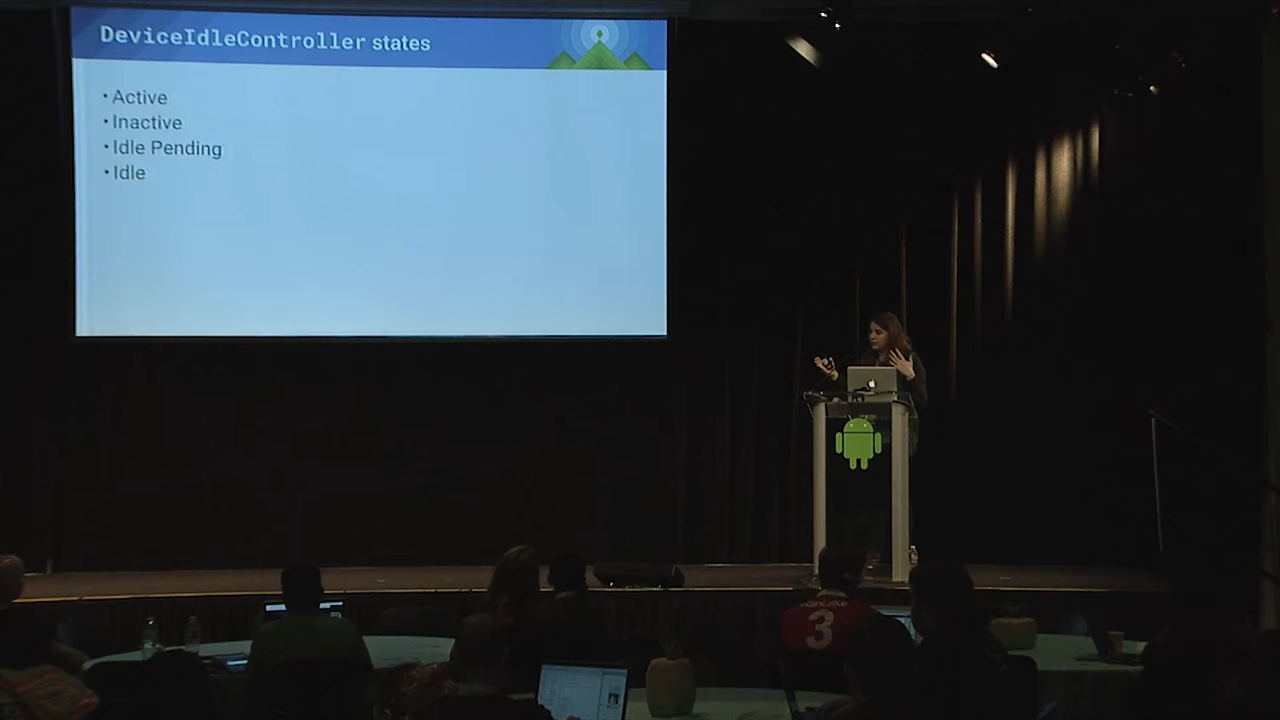 DeviceIdleController states
• Active
• Inactive
• Idle Pending
• Idle
3